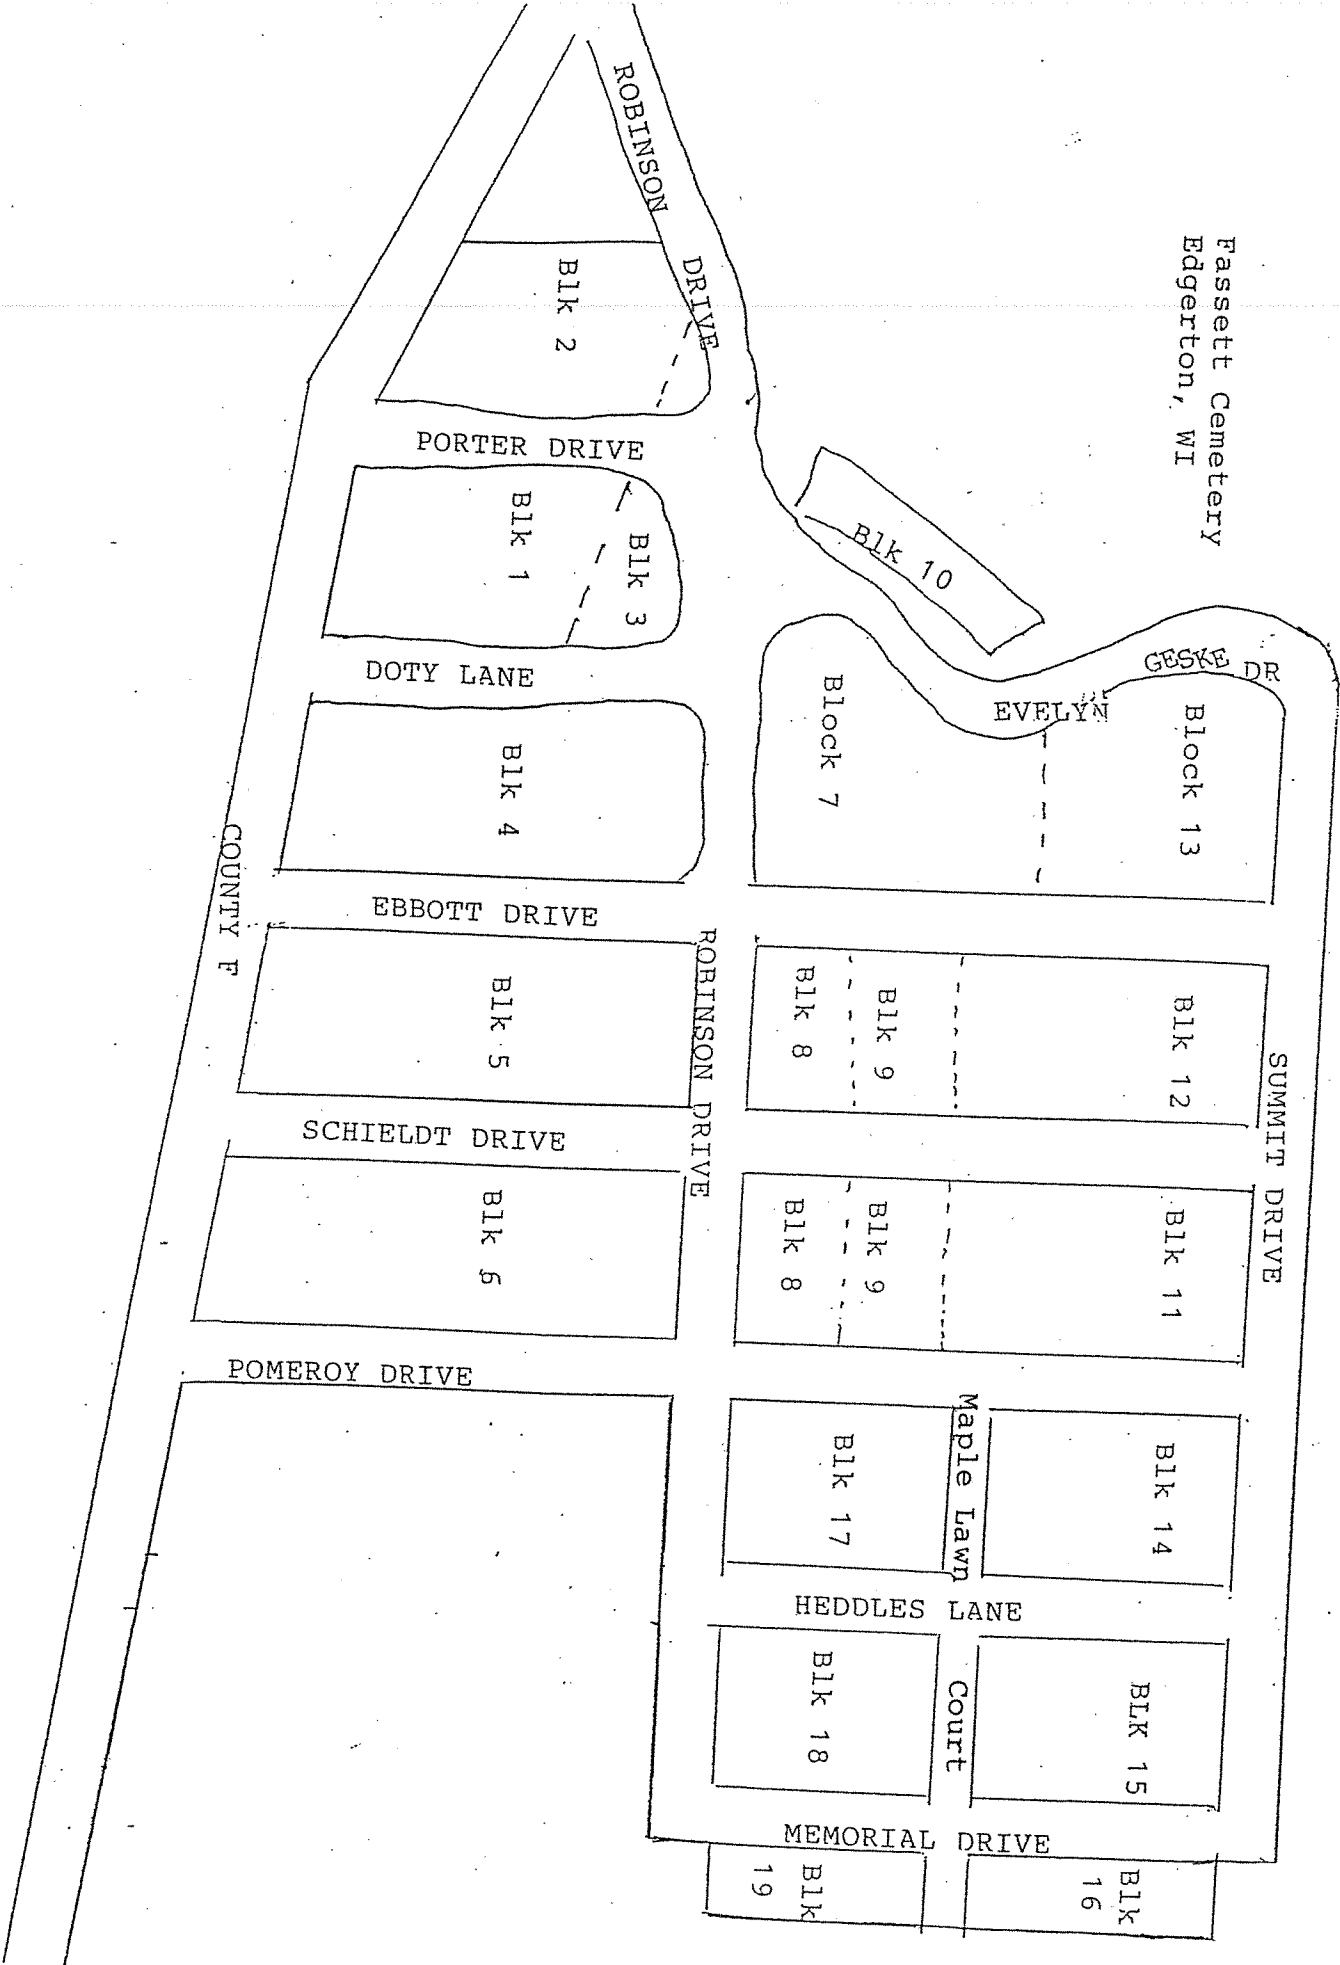 Fassett Cemetery
Edgerton, WI
ROBINSON DRIVE
Blk 2
PORTER DRIVE
Blk 1
Blk 3
Blk 10
DOTY LANE
GESKE DR
EVELYN
Block 7
Block 13
Blk 4
COUNTY F
EBBOTT DRIVE
ROBINSON DRIVE
Blk 5
Blk 8
Blk 9
Blk 12
SUMMIT DRIVE
SCHIELDT DRIVE
Blk 6
Blk 8
Blk 9
Blk 11
POMEROY DRIVE
Maple Lawn
Blk 17
Blk 14
HEDDLES LANE
Blk 18
Court
BLK 15
MEMORIAL DRIVE
Blk
19
Blk
16